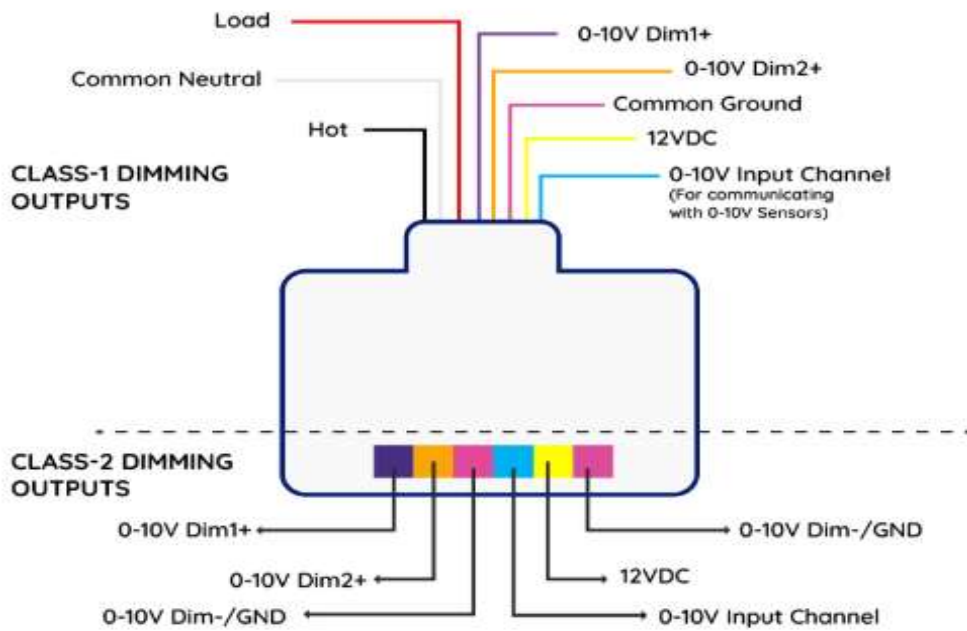 Load
0-10V Dim1+
0-10V Dim2+
Common Neutral
Common Ground
Hot
12VDC
CLASS-1 DIMMING
OUTPUTS
0-10V Input Channel
(For communicating
with 0-10V Sensors)
CLASS-2 DIMMING
OUTPUTS
0-10V Dim1+
0-10V Dim-/GND
0-10V Dim2+
12VDC
0-10V Dim-/GND
0-10V Input Channel